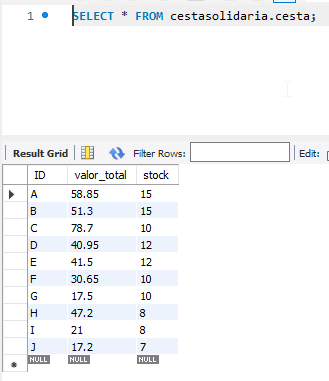 1 SELECT * FROM cestasolidaria.cesta;
Result Grid Filter Rows: Edit:
ID valor_total stock
A 58.85 15
B 51.3 15
C 78.7 10
D 40.95 12
E 41.5 12
F 30.65 10
G 17.5 10
H 47.2 8
I 21 8
J 17.2 7
NULL NULL NULL